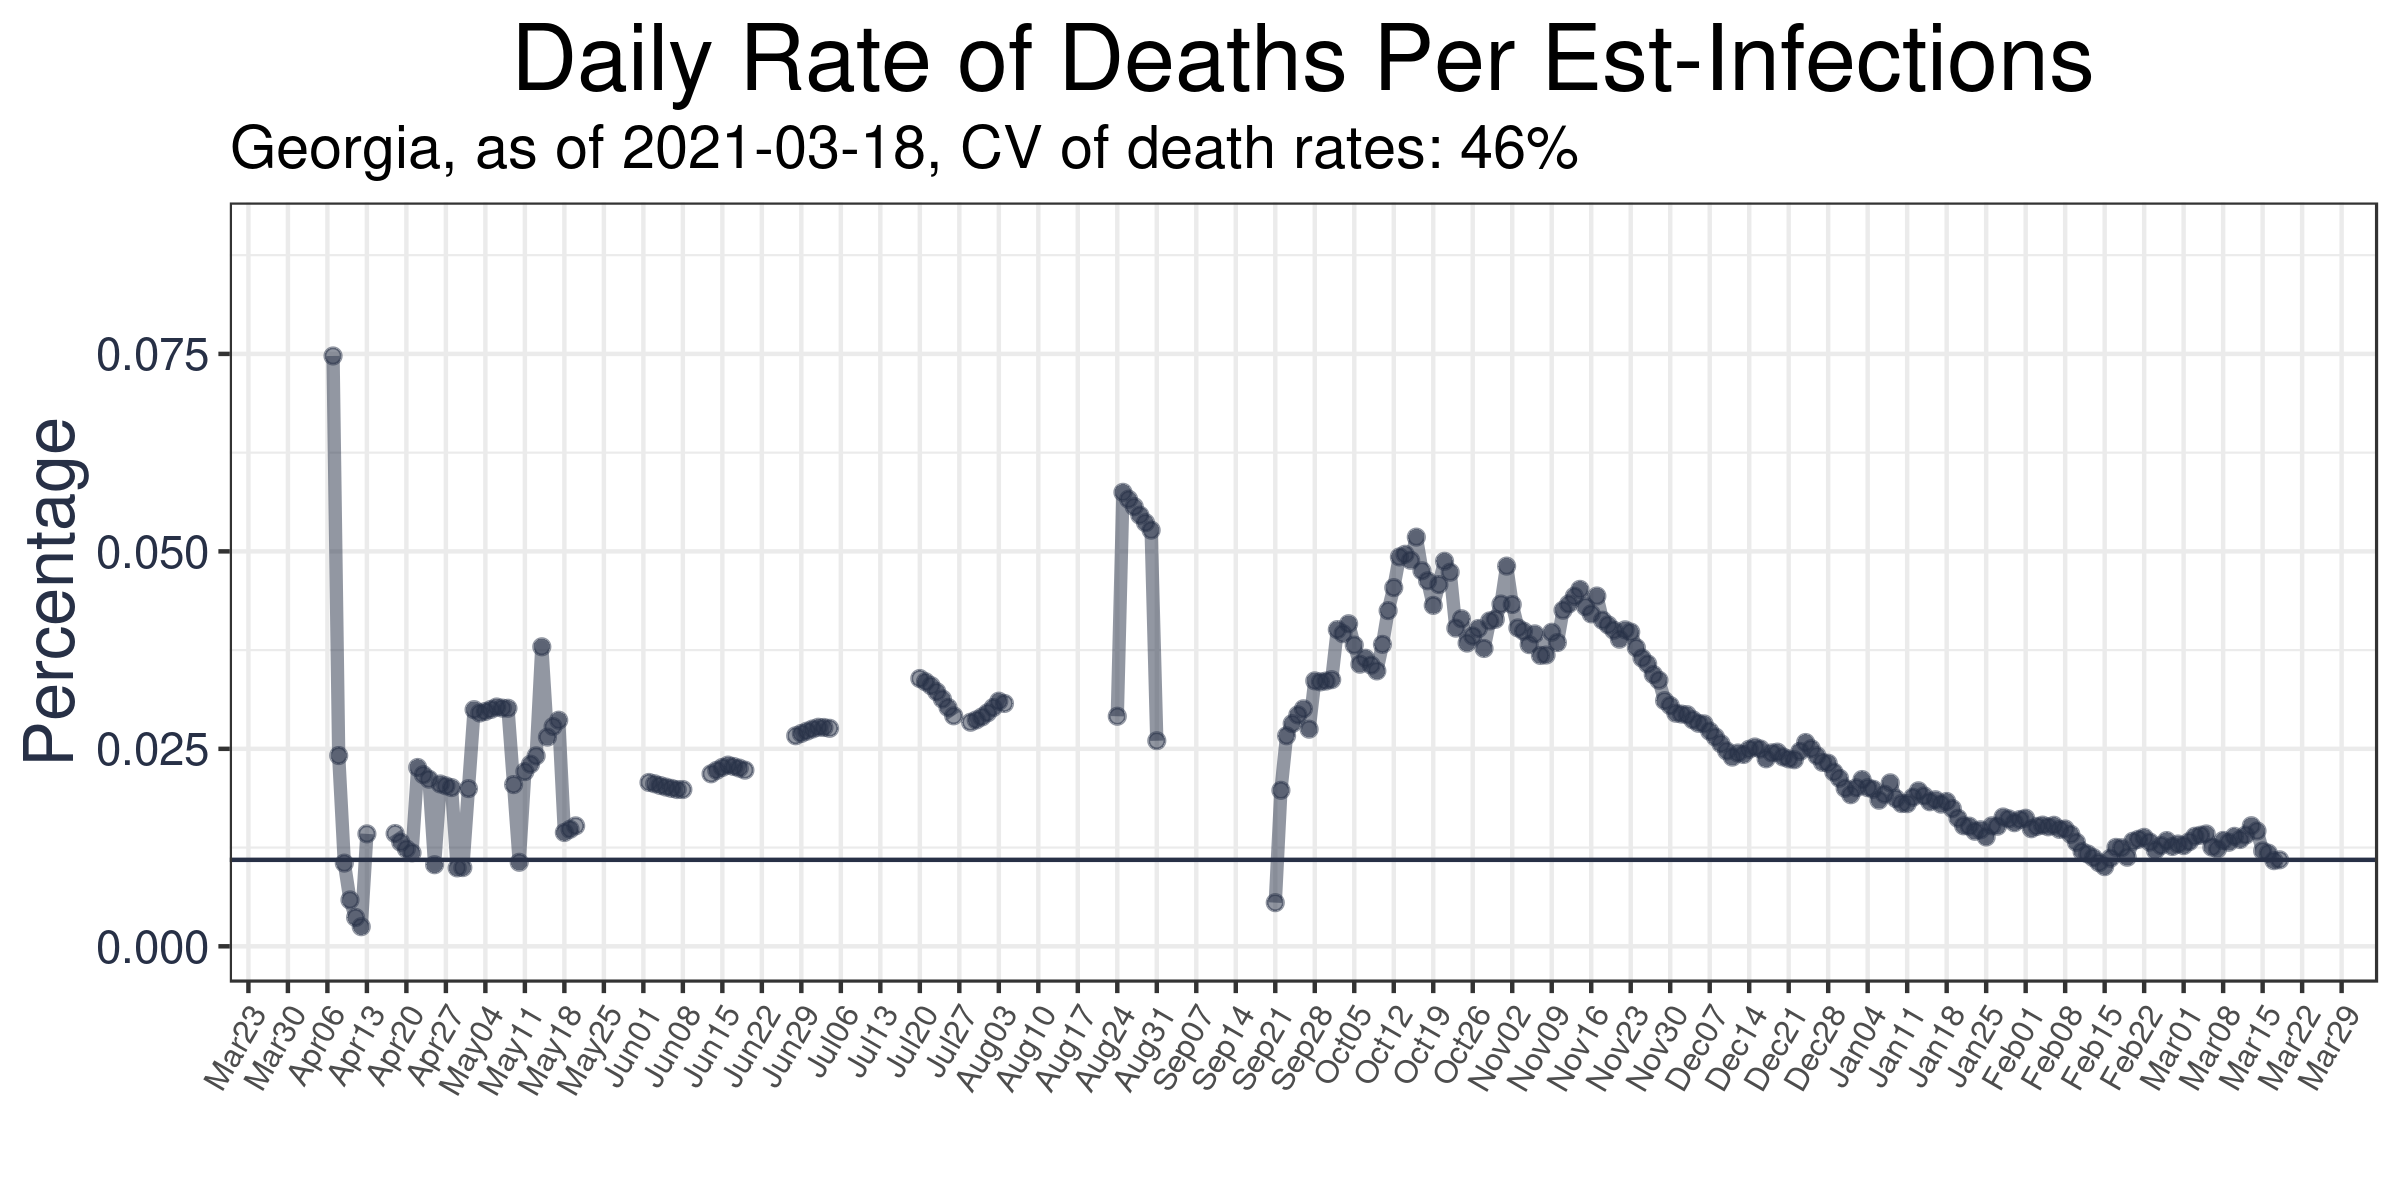 Daily Rate of Deaths Per Est-Infections
Georgia, as of 2021-03-18, CV of death rates: 46%
Percentage
0.075
0.050
0.025
0.000
Mar23
Mar30
Apr06
Apr13
Apr20
Apr27
May04
May11
May18
May25
Jun01
Jun08
Jun15
Jun22
Jun29
Jul06
Jul13
Jul20
Jul27
Aug03
Aug10
Aug17
Aug24
Aug31
Sep07
Sep14
Sep21
Sep28
Oct05
Oct12
Oct19
Oct26
Nov02
Nov09
Nov16
Nov23
Nov30
Dec07
Dec14
Dec21
Dec28
Jan04
Jan11
Jan18
Jan25
Feb01
Feb08
Feb15
Feb22
Mar01
Mar08
Mar15
Mar22
Mar29